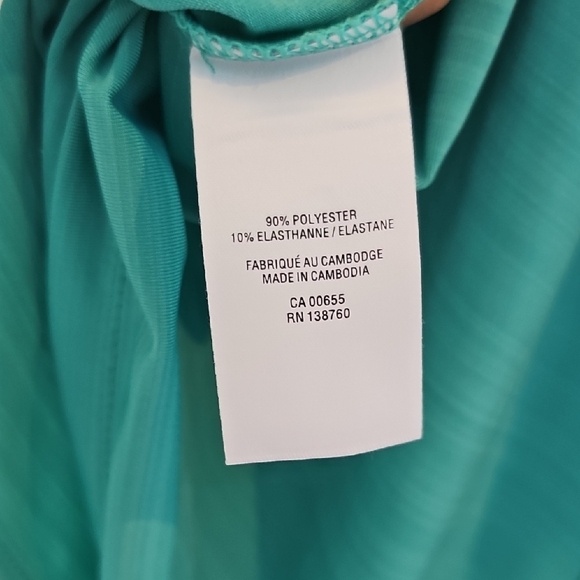 90% POLYESTER
10% ELASTHANNE / ELASTANE
FABRIQUÉ AU CAMBODGE
MADE IN CAMBODIA
CA 00655
RN 138760